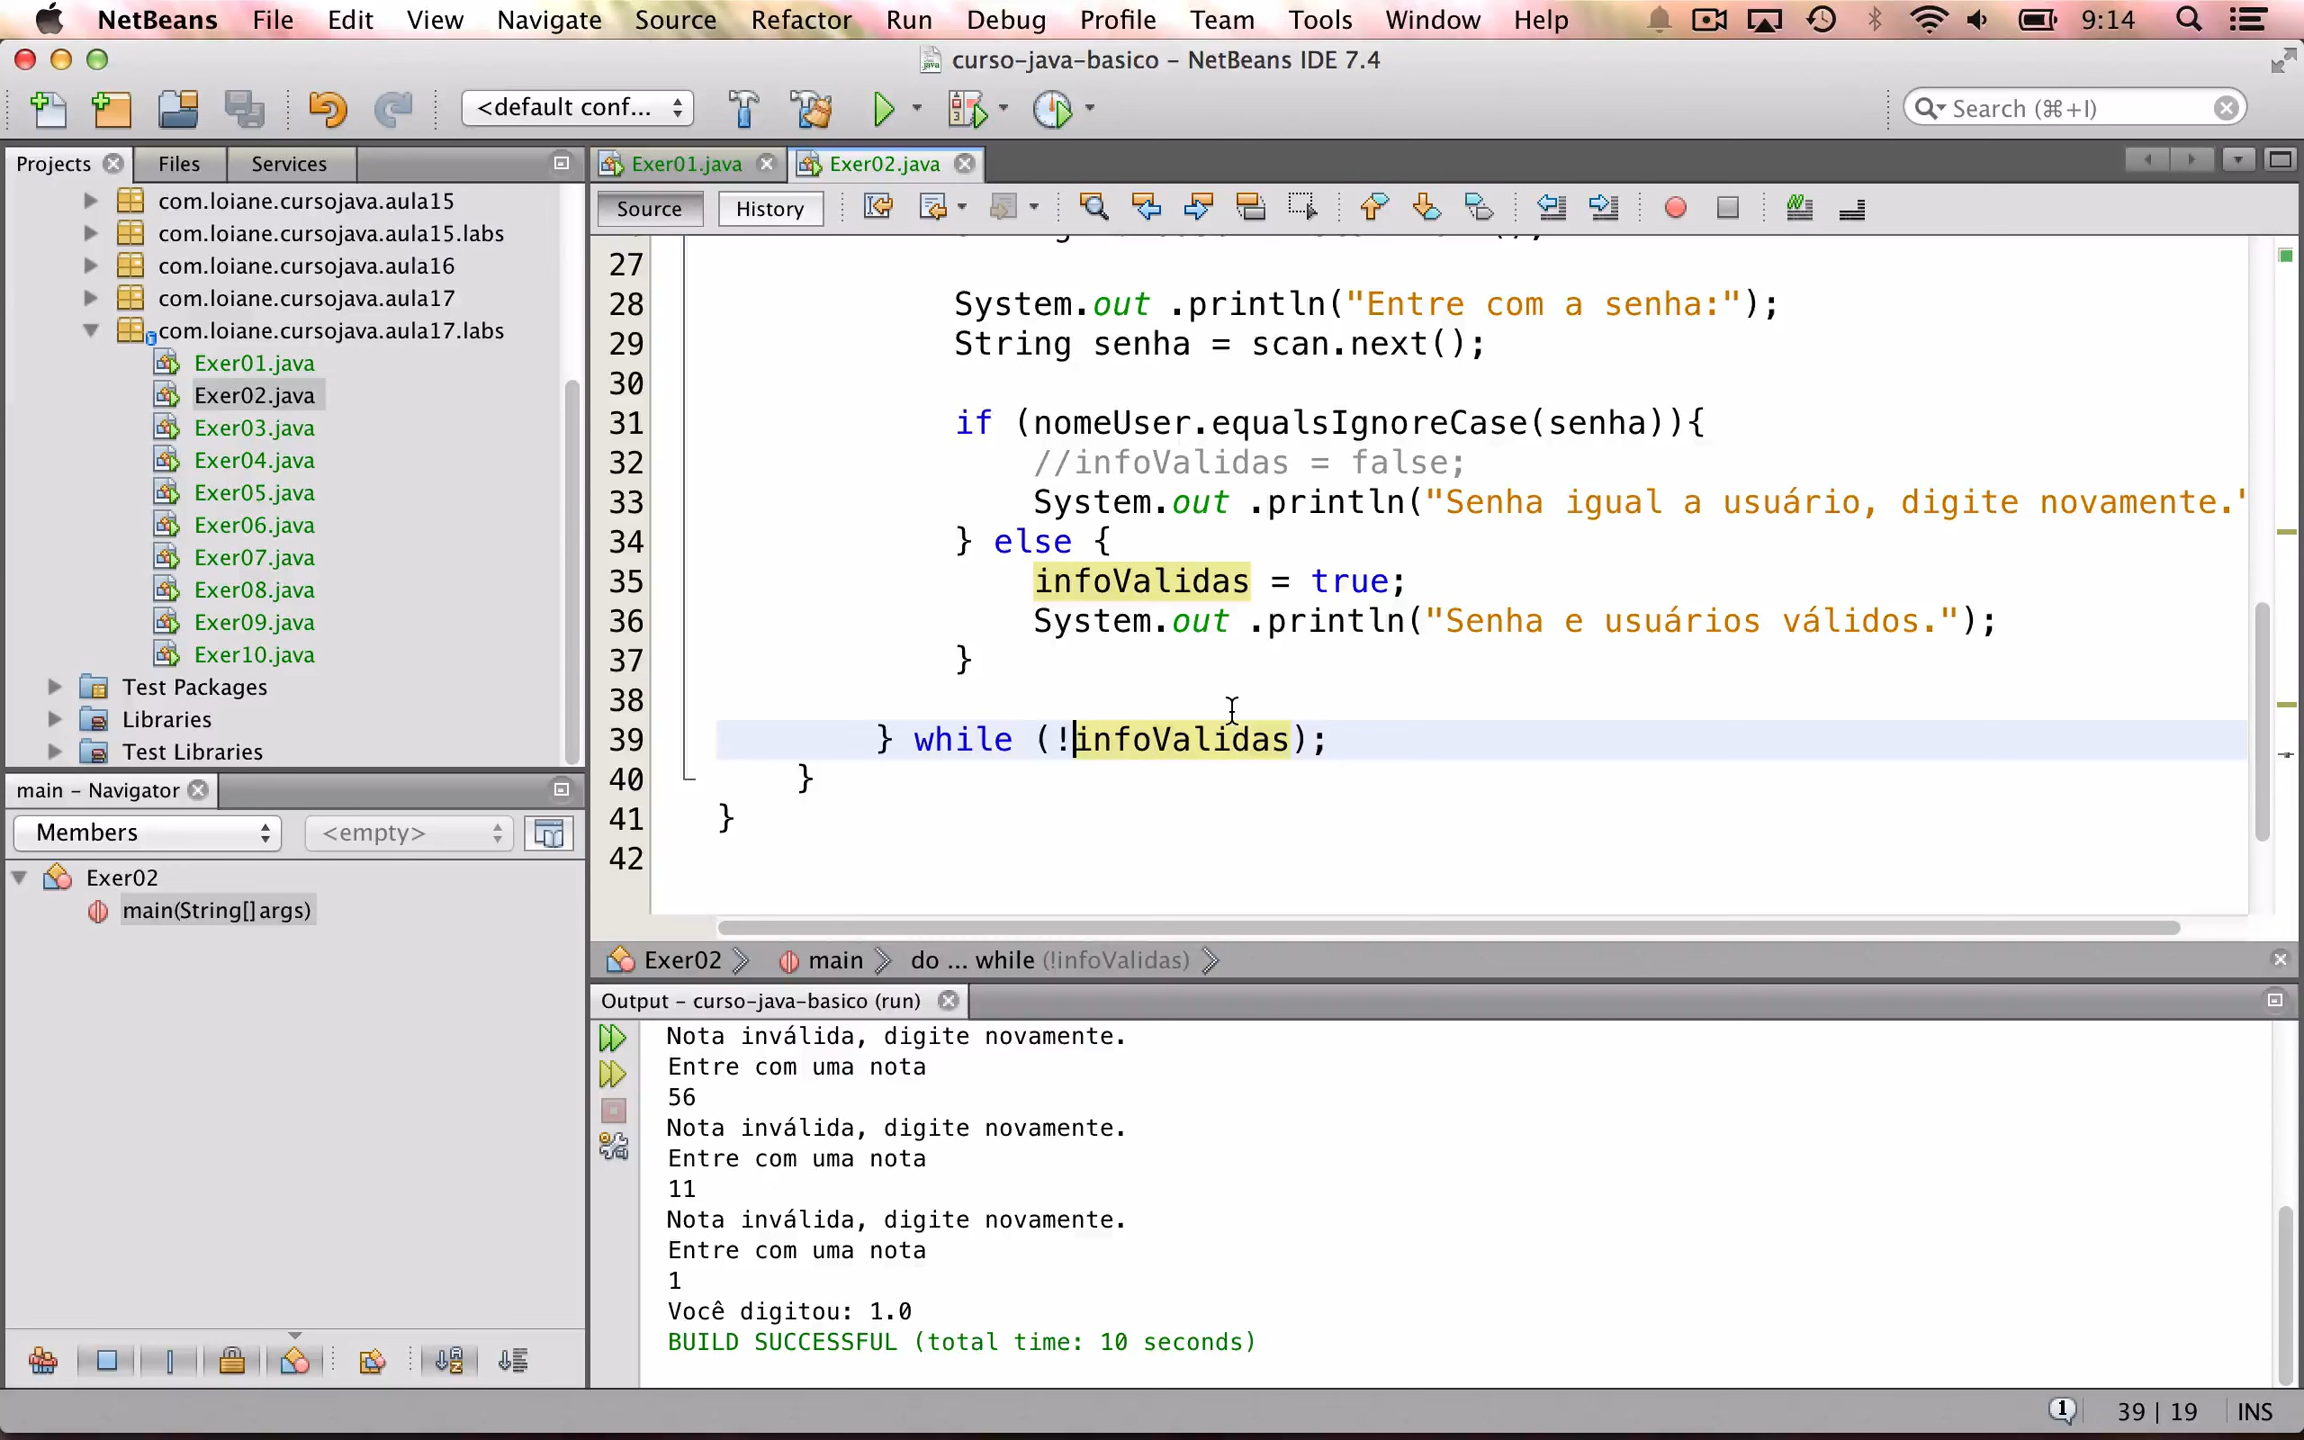 NetBeans File Edit View Navigate Source Refactor Run Debug Profile Team Tools Window Help 9:14
curso-java-basico – NetBeans IDE 7.4
<default conf...
Search (⌘+I)
Projects Files Services
Exer01.java Exer02.java
Source History
com.loiane.cursojava.aula15
com.loiane.cursojava.aula15.labs
com.loiane.cursojava.aula16
com.loiane.cursojava.aula17
com.loiane.cursojava.aula17.labs
Exer01.java
Exer02.java
Exer03.java
Exer04.java
Exer05.java
Exer06.java
Exer07.java
Exer08.java
Exer09.java
Exer10.java
Test Packages
Libraries
Test Libraries
27
28 System.out .println("Entre com a senha:");
29 String senha = scan.next();
30
31 if (nomeUser.equalsIgnoreCase(senha)){
32 //infoValidas = false;
33 System.out .println("Senha igual a usuário, digite novamente.
34 } else {
35 infoValidas = true;
36 System.out .println("Senha e usuários válidos.");
37 }
38
39 } while (!infoValidas);
40 }
41 }
42
main – Navigator
Members <empty>
Exer02
main(String[] args)
Exer02 main do ... while (!infoValidas)
Output – curso-java-basico (run)
Nota inválida, digite novamente.
Entre com uma nota
56
Nota inválida, digite novamente.
Entre com uma nota
11
Nota inválida, digite novamente.
Entre com uma nota
1
Você digitou: 1.0
BUILD SUCCESSFUL (total time: 10 seconds)
1 39 | 19 INS